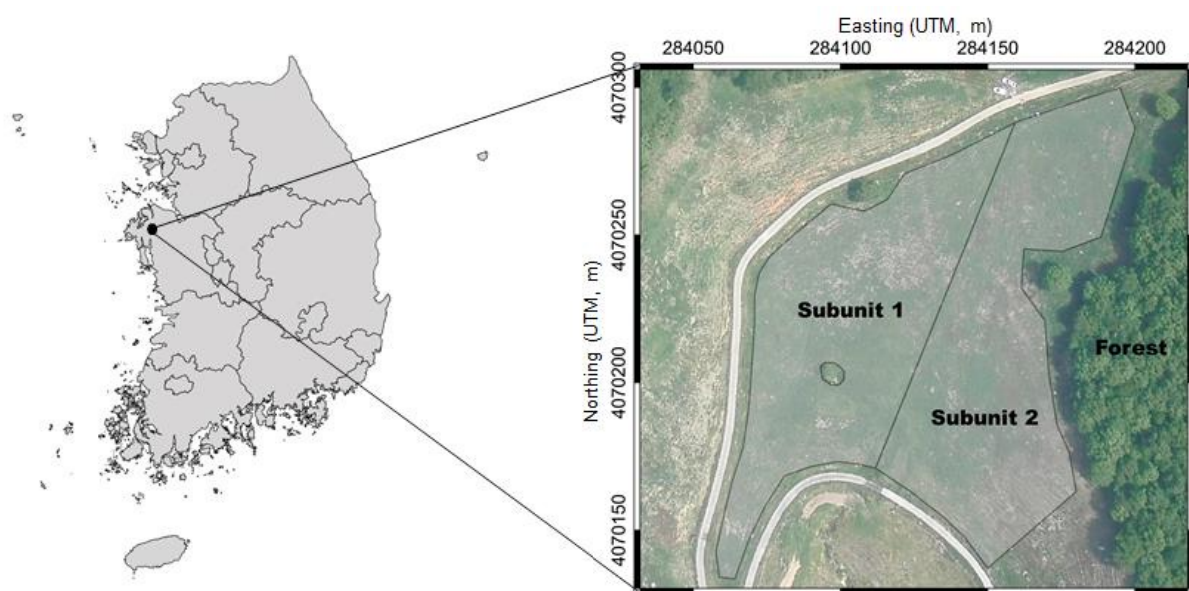 Easting (UTM, m)
284050 284100 284150 284200
Northing (UTM, m)
4070300
4070250
4070200
4070150
Subunit 1
Forest
Subunit 2